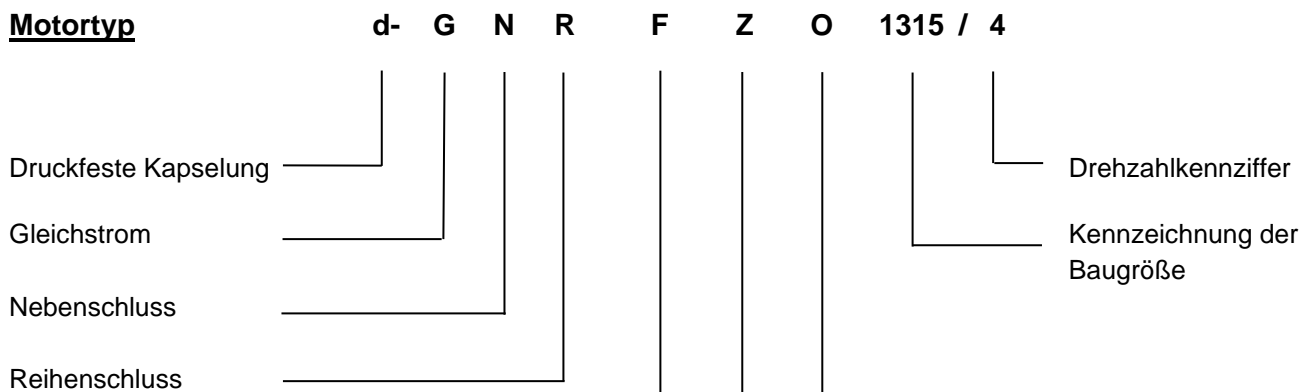 Motortyp d- G N R F Z O 1315 / 4
Druckfeste Kapselung
Drehzahlkennziffer
Gleichstrom
Kennzeichnung der
Baugröße
Nebenschluss
Reihenschluss